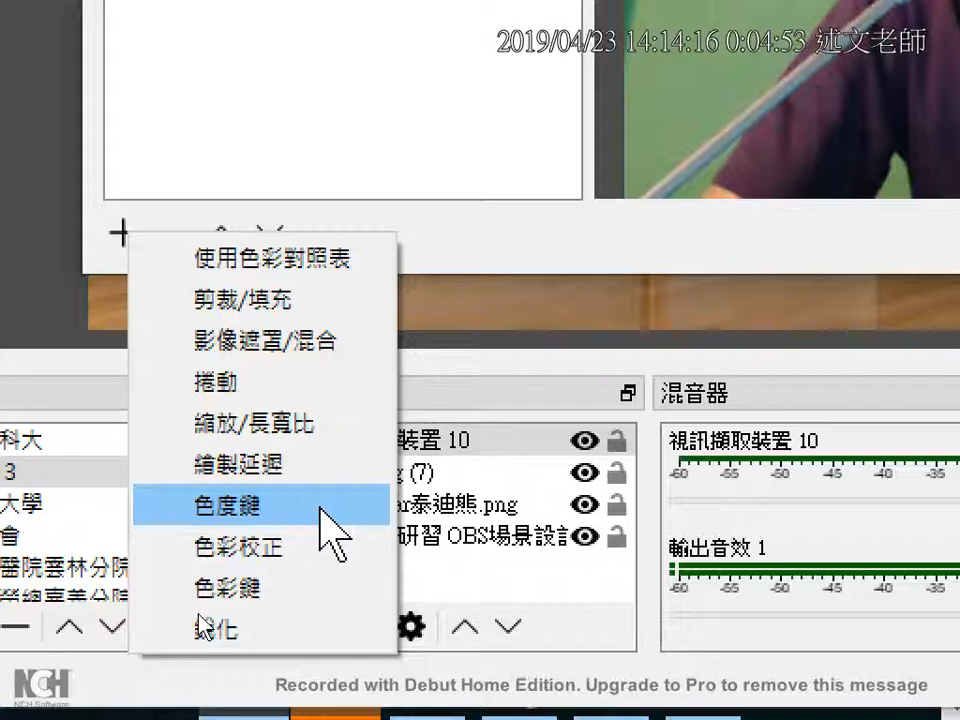 2019/04/23 14:14:16 0:04:53 述文老師
使用色彩對照表
剪裁/填充
影像遮罩/混合
捲動
縮放/長寬比
繪製延遲
色度鍵
色彩校正
色彩鍵
化
科大
3
大學
會
醫院雲林分院
裝置 10
(7)
ar泰迪熊.png
研習 OBS場景設
混音器
視訊擷取裝置 10
-60 -55 -50 -45 -40 -35
輸出音效 1
-60 -55 -50 -45 -40 -35
NCH
NCH Software
Recorded with Debut Home Edition. Upgrade to Pro to remove this message